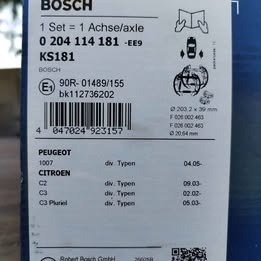 BOSCH
1 Set = 1 Achse/axle
0 204 114 181 -EE9
KS181
BOSCH
E1 90R- 01489/155
bk112736202
4 047024 923157
Ø 203,2 x 39 mm
F 026 002 463
F 026 002 463
Ø 20,64 mm
PEUGEOT
1007 div. Typen 04.05-
CITROEN
C2 div. Typen 09.03-
C3 div. Typen 02.02-
C3 Pluriel div. Typen 05.03-
Robert Bosch GmbH